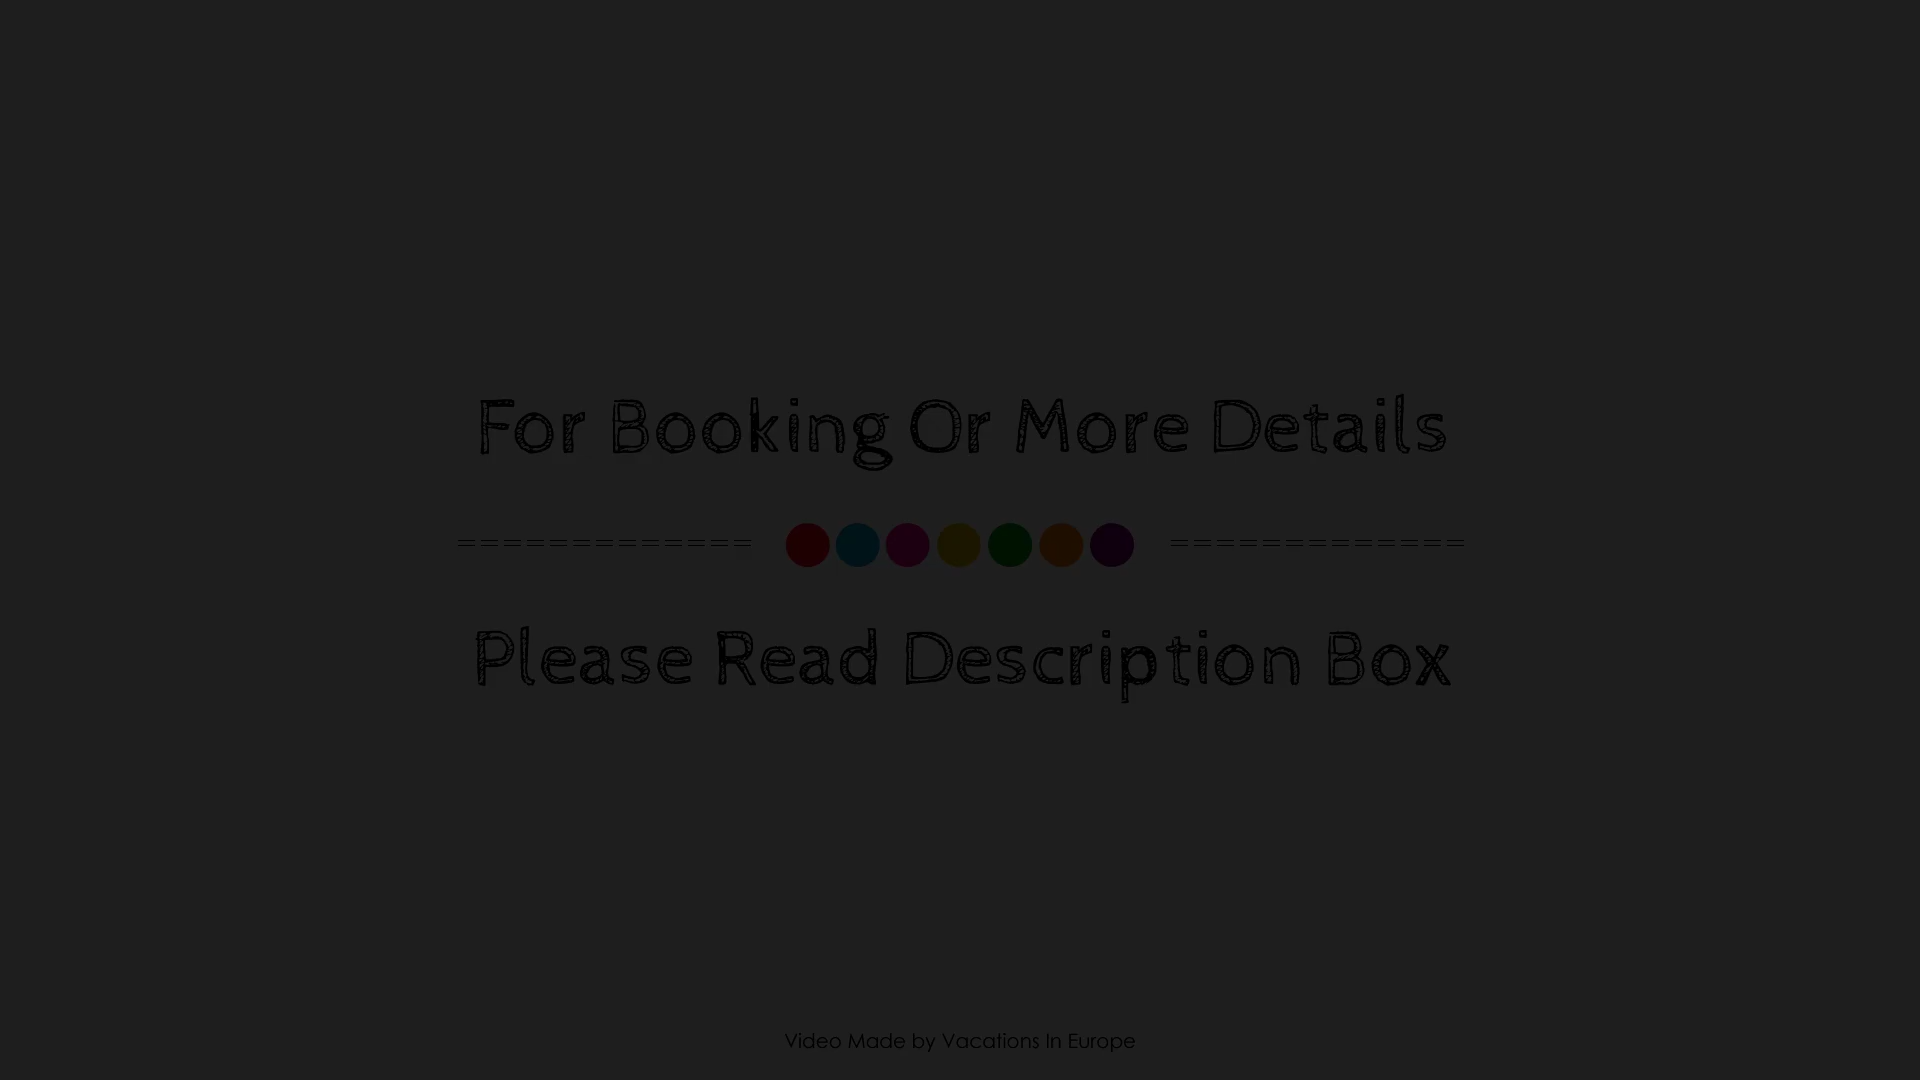 For Booking Or More Details
============= =============
Please Read Description Box
Video Made by Vacations In Europe